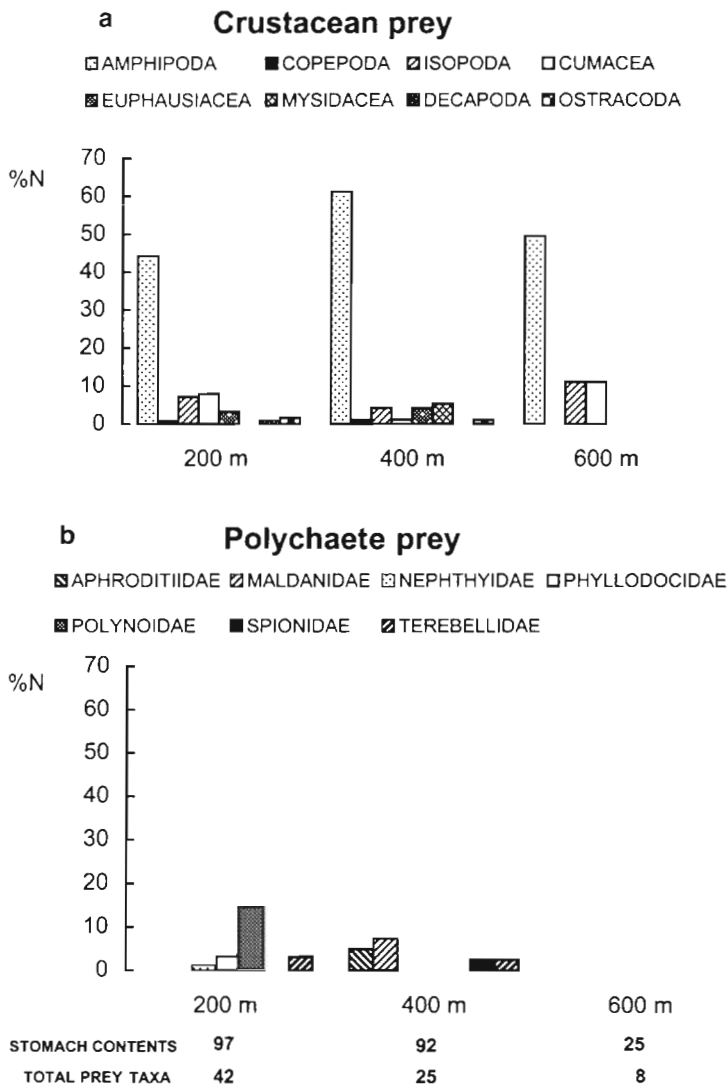 a Crustacean prey
AMPHIPODA COPEPODA ISOPODA CUMACEA
EUPHAUSIACEA MYSIDACEA DECAPODA OSTRACODA
%N
70
60
50
40
30
20
10
0
200 m 400 m 600 m
b Polychaete prey
APHRODITIIDAE MALDANIDAE NEPHTHYIDAE PHYLLODOCIDAE
POLYNOIDAE SPIONIDAE TEREBELLIDAE
%N
70
60
50
40
30
20
10
0
200 m 400 m 600 m
STOMACH CONTENTS 97 92 25
TOTAL PREY TAXA 42 25 8